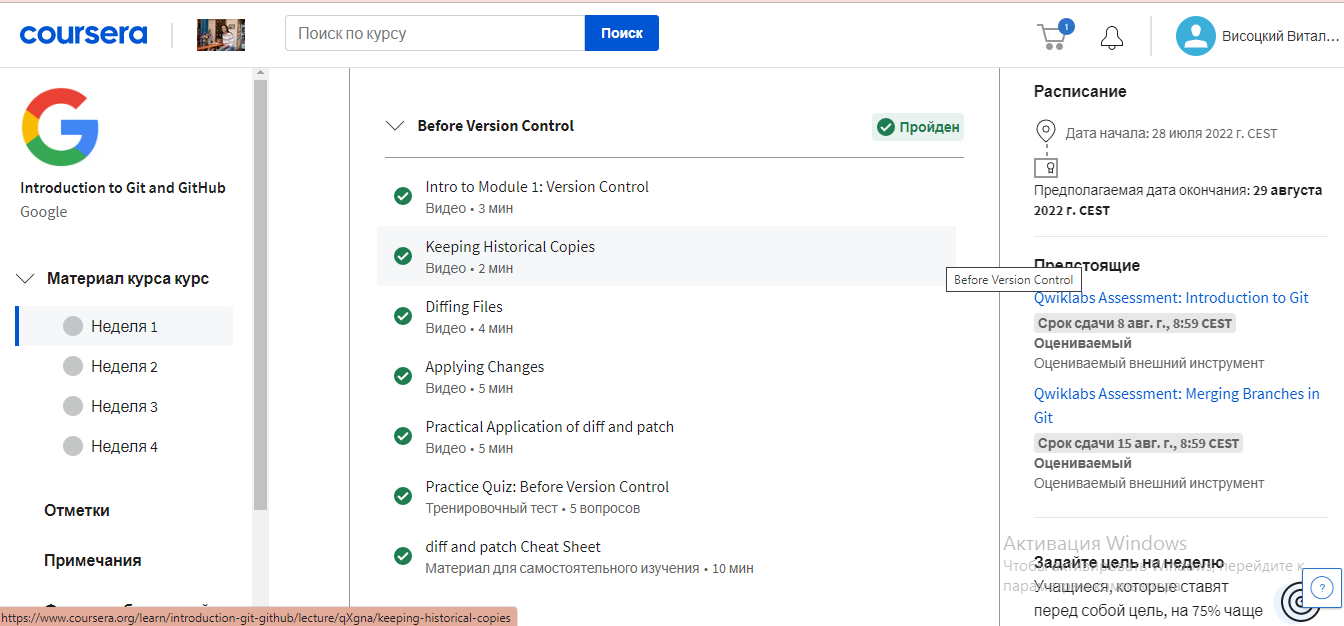 coursera
Поиск по курсу
Поиск
1
Висоцкий Витал...
Introduction to Git and GitHub
Google
Материал курса курс
Неделя 1
Неделя 2
Неделя 3
Неделя 4
Отметки
Примечания
Before Version Control
Пройден
Intro to Module 1: Version Control
Видео • 3 мин
Keeping Historical Copies
Видео • 2 мин
Diffing Files
Видео • 4 мин
Applying Changes
Видео • 5 мин
Practical Application of diff and patch
Видео • 5 мин
Practice Quiz: Before Version Control
Тренировочный тест • 5 вопросов
diff and patch Cheat Sheet
Материал для самостоятельного изучения • 10 мин
Before Version Control
Расписание
Дата начала: 28 июля 2022 г. CEST
Предполагаемая дата окончания: 29 августа
2022 г. CEST
Предстоящие
Qwiklabs Assessment: Introduction to Git
Срок сдачи 8 авг. г., 8:59 CEST
Оцениваемый
Оцениваемый внешний инструмент
Qwiklabs Assessment: Merging Branches in
Git
Срок сдачи 15 авг. г., 8:59 CEST
Оцениваемый
Оцениваемый внешний инструмент
Активация Windows
Чтобы активировать Windows, перейдите к
Задайте цель на неделю
Учащиеся, которые ставят
перед собой цель, на 75% чаще
?
https://www.coursera.org/learn/introduction-git-github/lecture/qXgna/keeping-historical-copies